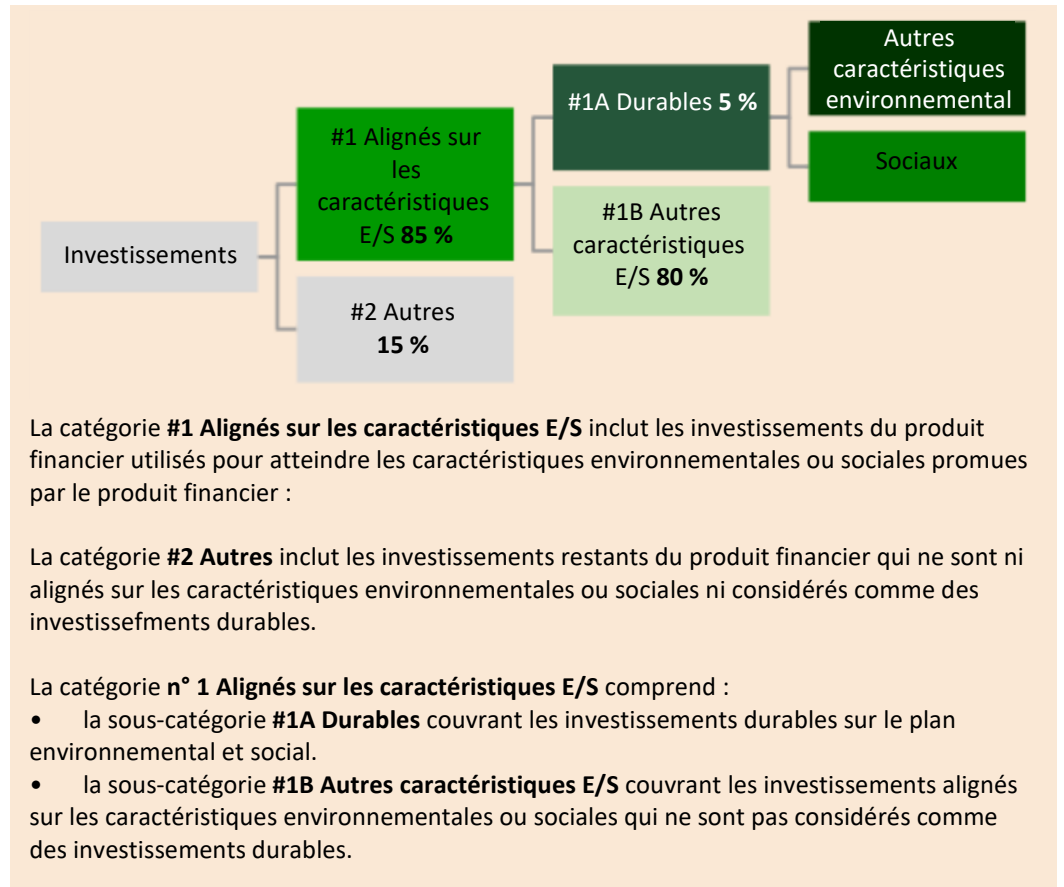 Investissements
#1 Alignés sur
les
caractéristiques
E/S 85 %
#2 Autres
15 %
#1A Durables 5 %
#1B Autres
caractéristiques
E/S 80 %
Autres
caractéristiques
environnemental
Sociaux
La catégorie #1 Alignés sur les caractéristiques E/S inclut les investissements du produit
financier utilisés pour atteindre les caractéristiques environnementales ou sociales promues
par le produit financier :
La catégorie #2 Autres inclut les investissements restants du produit financier qui ne sont ni
alignés sur les caractéristiques environnementales ou sociales ni considérés comme des
investissefments durables.
La catégorie n° 1 Alignés sur les caractéristiques E/S comprend :
• la sous-catégorie #1A Durables couvrant les investissements durables sur le plan
environnemental et social.
• la sous-catégorie #1B Autres caractéristiques E/S couvrant les investissements alignés
sur les caractéristiques environnementales ou sociales qui ne sont pas considérés comme
des investissements durables.